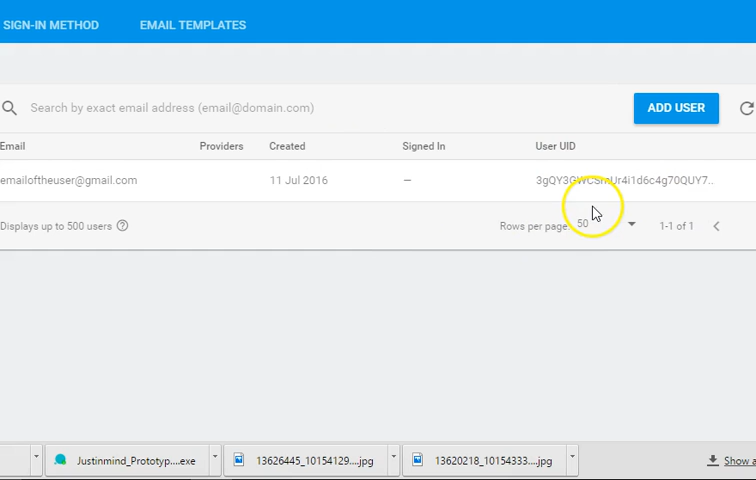 SIGN-IN METHOD EMAIL TEMPLATES
Search by exact email address (email@domain.com) ADD USER
Email Providers Created Signed In User UID
emailoftheuser@gmail.com 11 Jul 2016 — 3gQY3GWCSmUr4i1d6c4g70QUY7..
Displays up to 500 users Rows per page: 50 1-1 of 1
Justinmind_Prototyp....exe 13626445_10154129....jpg 13620218_10154333....jpg Show a